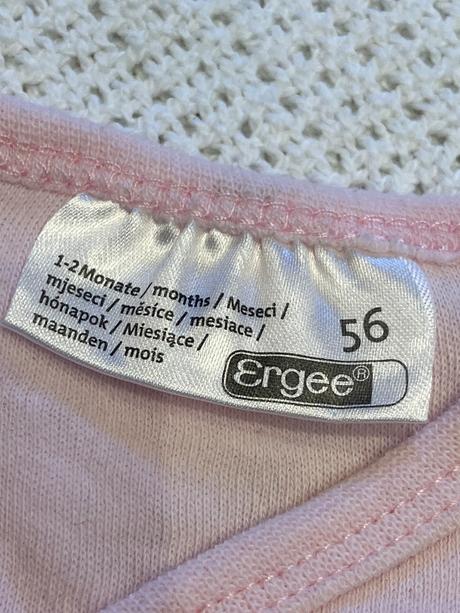 1-2 Monate / months / Meseci /
mjeseci / měsíce / mesiace /
hónapok / Miesiące /
maanden / mois
56
Ergee®